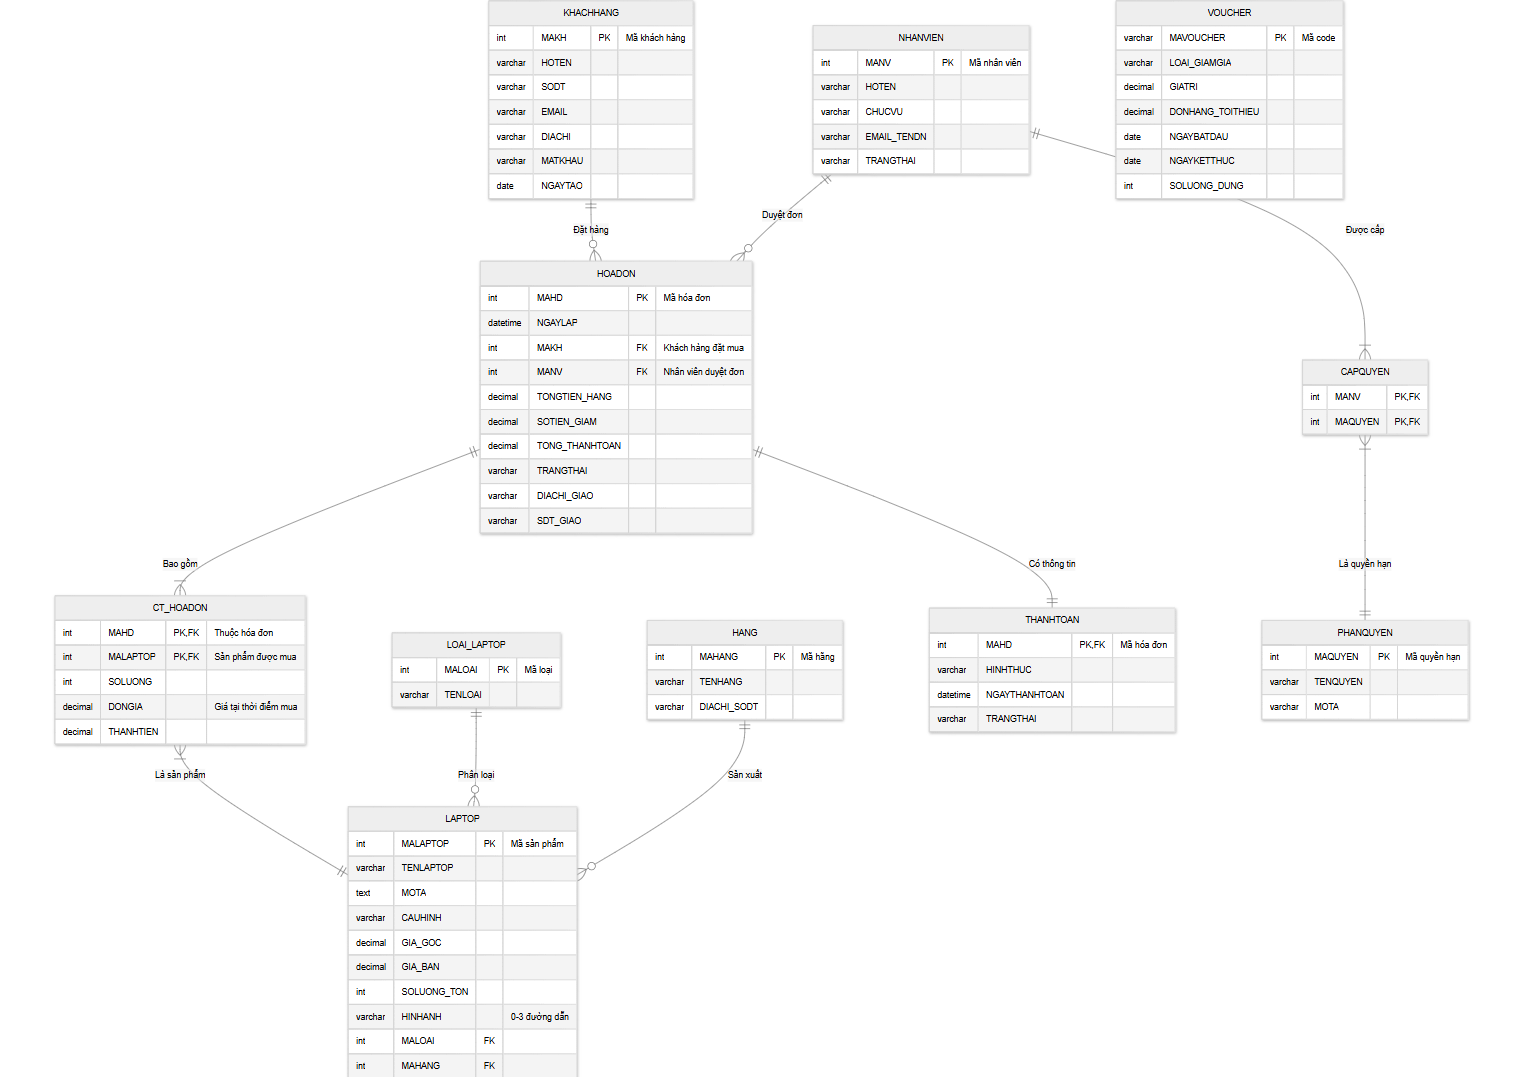 KHACHHANG
int MAKH PK Mã khách hàng
varchar HOTEN
varchar SODT
varchar EMAIL
varchar DIACHI
varchar MATKHAU
date NGAYTAO
NHANVIEN
int MANV PK Mã nhân viên
varchar HOTEN
varchar CHUCVU
varchar EMAIL_TENDN
varchar TRANGTHAI
VOUCHER
varchar MAVOUCHER PK Mã code
varchar LOAI_GIAMGIA
decimal GIATRI
decimal DONHANG_TOITHIEU
date NGAYBATDAU
date NGAYKETTHUC
int SOLUONG_DUNG
Đặt hàng
Duyệt đơn
Được cấp
HOADON
int MAHD PK Mã hóa đơn
datetime NGAYLAP
int MAKH FK Khách hàng đặt mua
int MANV FK Nhân viên duyệt đơn
decimal TONGTIEN_HANG
decimal SOTIEN_GIAM
decimal TONG_THANHTOAN
varchar TRANGTHAI
varchar DIACHI_GIAO
varchar SDT_GIAO
CAPQUYEN
int MANV PK,FK
int MAQUYEN PK,FK
Bao gồm
Có thông tin
Là quyền hạn
CT_HOADON
int MAHD PK,FK Thuộc hóa đơn
int MALAPTOP PK,FK Sản phẩm được mua
int SOLUONG
decimal DONGIA Giá tại thời điểm mua
decimal THANHTIEN
LOAI_LAPTOP
int MALOAI PK Mã loại
varchar TENLOAI
HANG
int MAHANG PK Mã hãng
varchar TENHANG
varchar DIACHI_SODT
THANHTOAN
int MAHD PK,FK Mã hóa đơn
varchar HINHTHUC
datetime NGAYTHANHTOAN
varchar TRANGTHAI
PHANQUYEN
int MAQUYEN PK Mã quyền hạn
varchar TENQUYEN
varchar MOTA
Là sản phẩm
Phân loại
Sản xuất
LAPTOP
int MALAPTOP PK Mã sản phẩm
varchar TENLAPTOP
text MOTA
varchar CAUHINH
decimal GIA_GOC
decimal GIA_BAN
int SOLUONG_TON
varchar HINHANH 0-3 đường dẫn
int MALOAI FK
int MAHANG FK